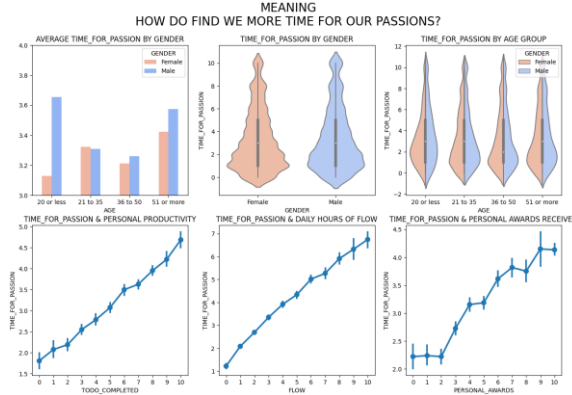 MEANING
HOW DO FIND WE MORE TIME FOR OUR PASSIONS?
AVERAGE TIME_FOR_PASSION BY GENDER
4.0
3.8
3.6
3.4
3.2
3.0
GENDER
Female
Male
20 or less
21 to 35
36 to 50
51 or more
AGE
TIME_FOR_PASSION BY GENDER
TIME_FOR_PASSION
10
8
6
4
2
0
Female
Male
GENDER
TIME_FOR_PASSION BY AGE GROUP
TIME_FOR_PASSION
12
10
8
6
4
2
0
−2
GENDER
Female
Male
20 or less
21 to 35
36 to 50
51 or more
AGE
TIME_FOR_PASSION & PERSONAL PRODUCTIVITY
TIME_FOR_PASSION
5.0
4.5
4.0
3.5
3.0
2.5
2.0
1.5
0 1 2 3 4 5 6 7 8 9 10
TODO_COMPLETED
TIME_FOR_PASSION & DAILY HOURS OF FLOW
TIME_FOR_PASSION
7
6
5
4
3
2
1
0 1 2 3 4 5 6 7 8 9 10
FLOW
TIME_FOR_PASSION & PERSONAL AWARDS RECEIVE
TIME_FOR_PASSION
4.5
4.0
3.5
3.0
2.5
2.0
0 1 2 3 4 5 6 7 8 9 10
PERSONAL_AWARDS